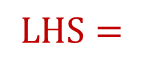 LHS =